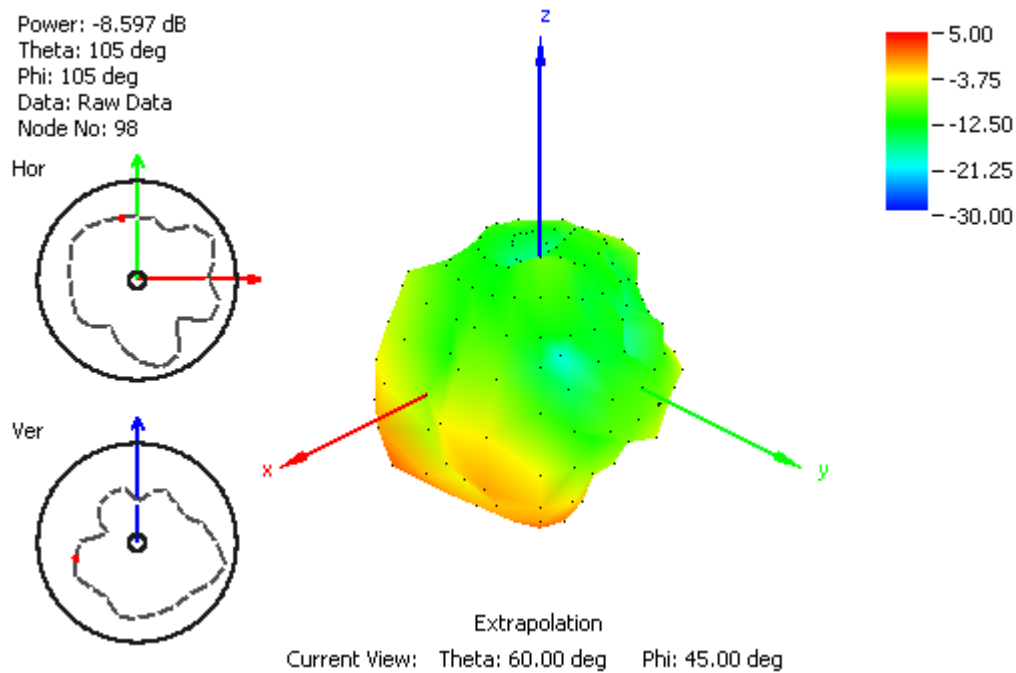 Power: -8.597 dB
Theta: 105 deg
Phi: 105 deg
Data: Raw Data
Node No: 98
Hor
Ver
z
x
y
5.00
-3.75
-12.50
-21.25
-30.00
Extrapolation
Current View: Theta: 60.00 deg Phi: 45.00 deg